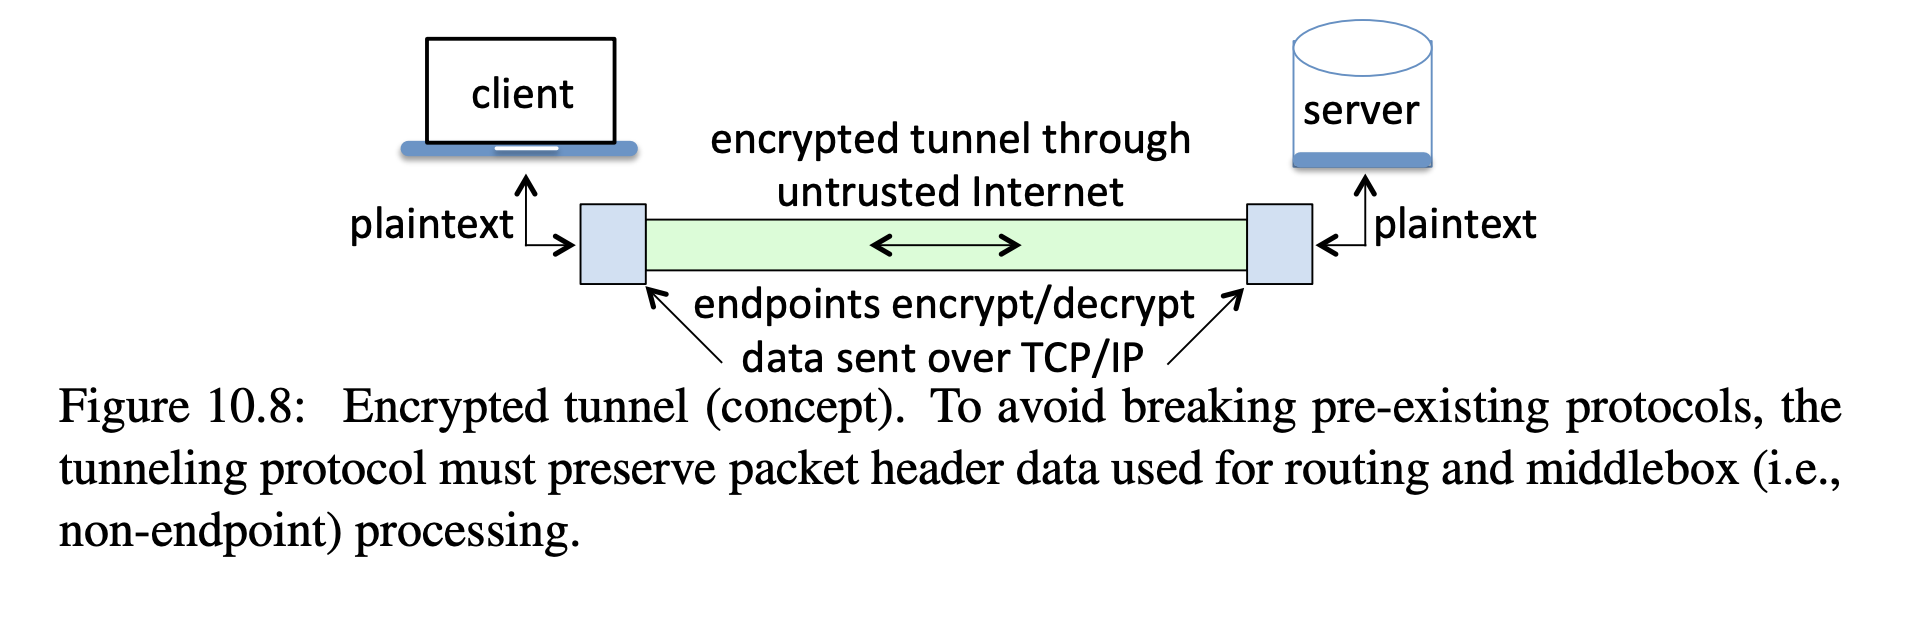 client
server
encrypted tunnel through
untrusted Internet
plaintext
plaintext
endpoints encrypt/decrypt
data sent over TCP/IP
Figure 10.8: Encrypted tunnel (concept). To avoid breaking pre-existing protocols, the
tunneling protocol must preserve packet header data used for routing and middlebox (i.e.,
non-endpoint) processing.